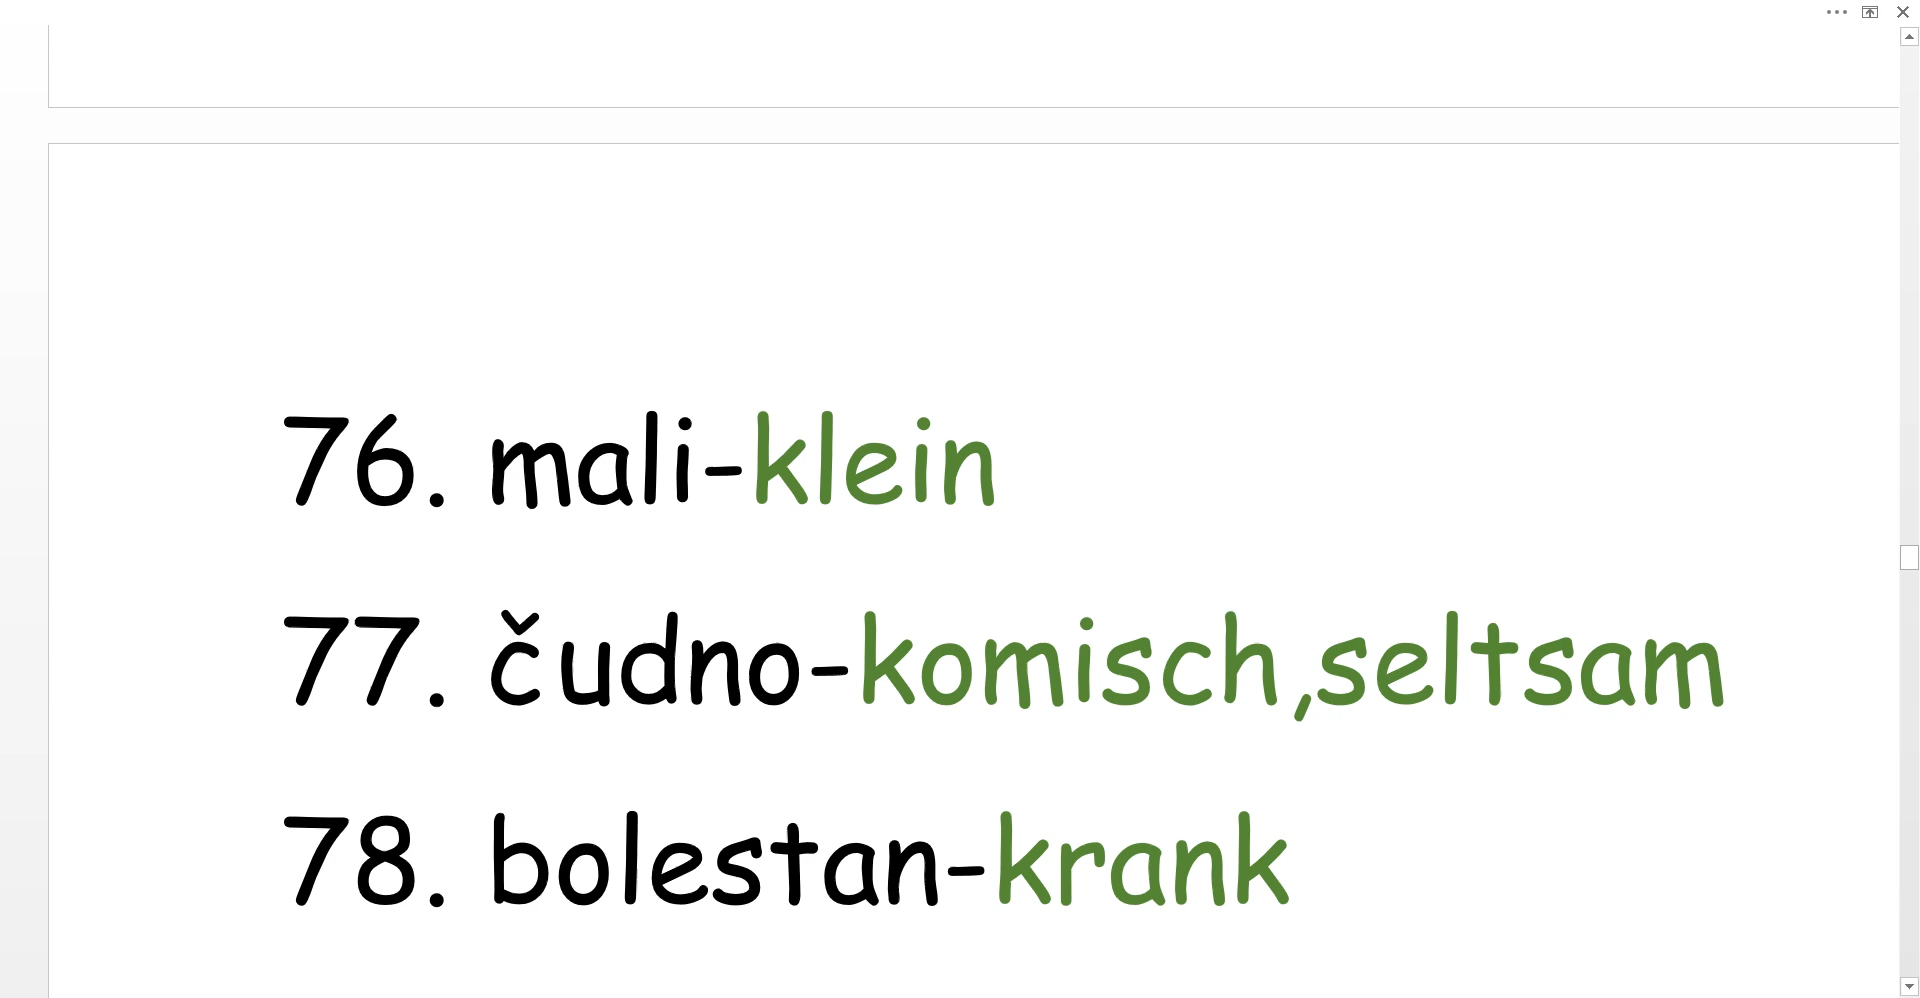 76. mali-klein
77. čudno-komisch,seltsam
78. bolestan-krank